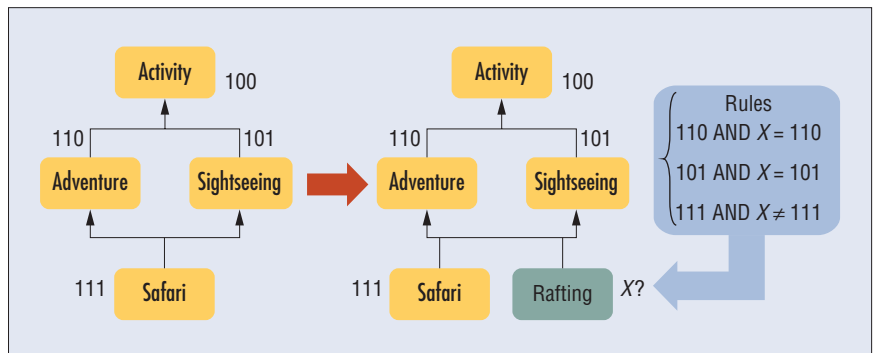 Activity
100
110
101
Adventure
Sightseeing
111
Safari
Activity
100
110
101
Adventure
Sightseeing
111
Safari
Rafting
X?
Rules
110 AND X = 110
101 AND X = 101
111 AND X ≠ 111